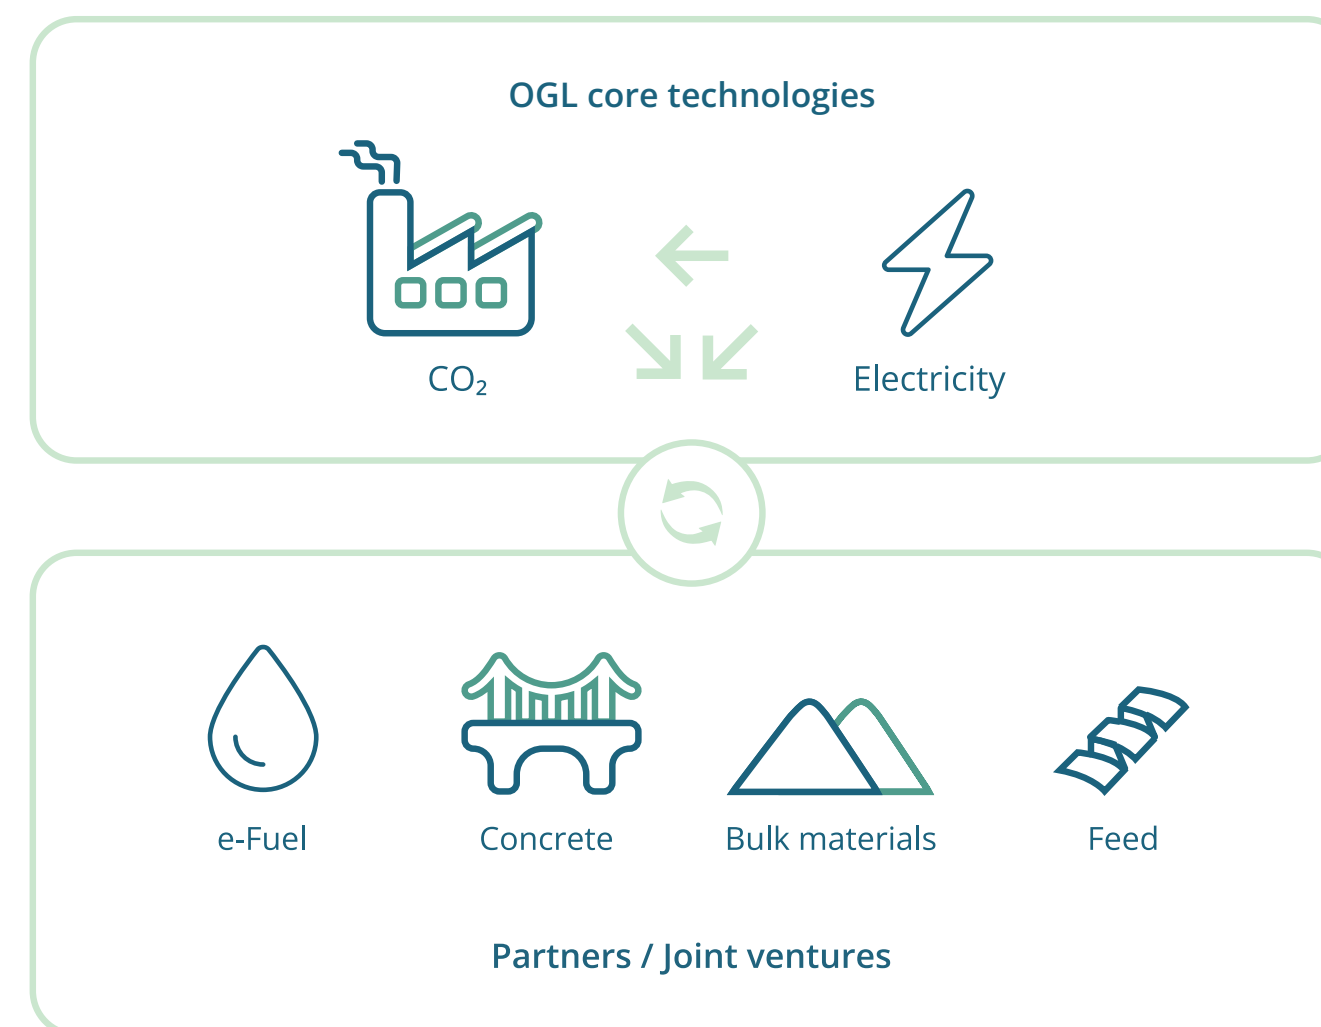 OGL core technologies
CO₂
Electricity
e-Fuel
Concrete
Bulk materials
Feed
Partners / Joint ventures